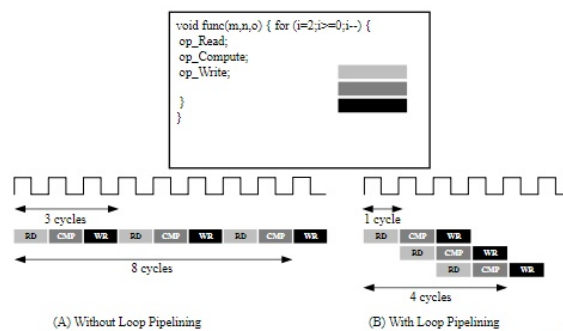 void func(m,n,o) { for (i=2;i>=0;i--) {
op_Read;
op_Compute;
op_Write;
}
}
3 cycles
1 cycle
RD CMP WR RD CMP WR RD CMP WR
8 cycles
RD CMP WR
RD CMP WR
RD CMP WR
4 cycles
(A) Without Loop Pipelining
(B) With Loop Pipelining